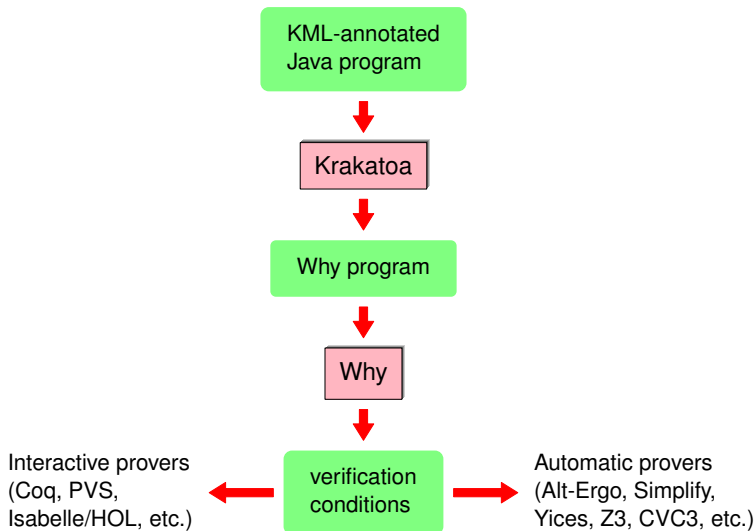 KML-annotated
Java program
Krakatoa
Why program
Why
Interactive provers
(Coq, PVS,
Isabelle/HOL, etc.)
verification
conditions
Automatic provers
(Alt-Ergo, Simplify,
Yices, Z3, CVC3, etc.)